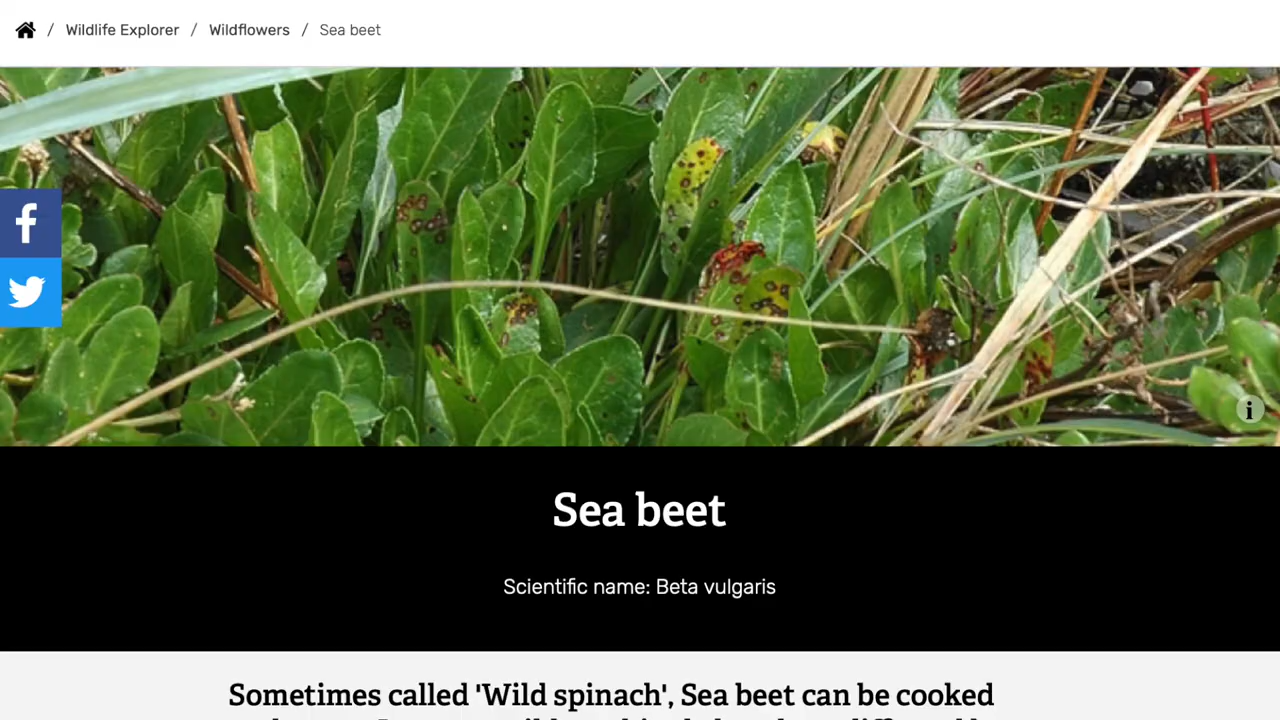 / Wildlife Explorer / Wildflowers / Sea beet
Sea beet
Scientific name: Beta vulgaris
Sometimes called 'Wild spinach', Sea beet can be cooked